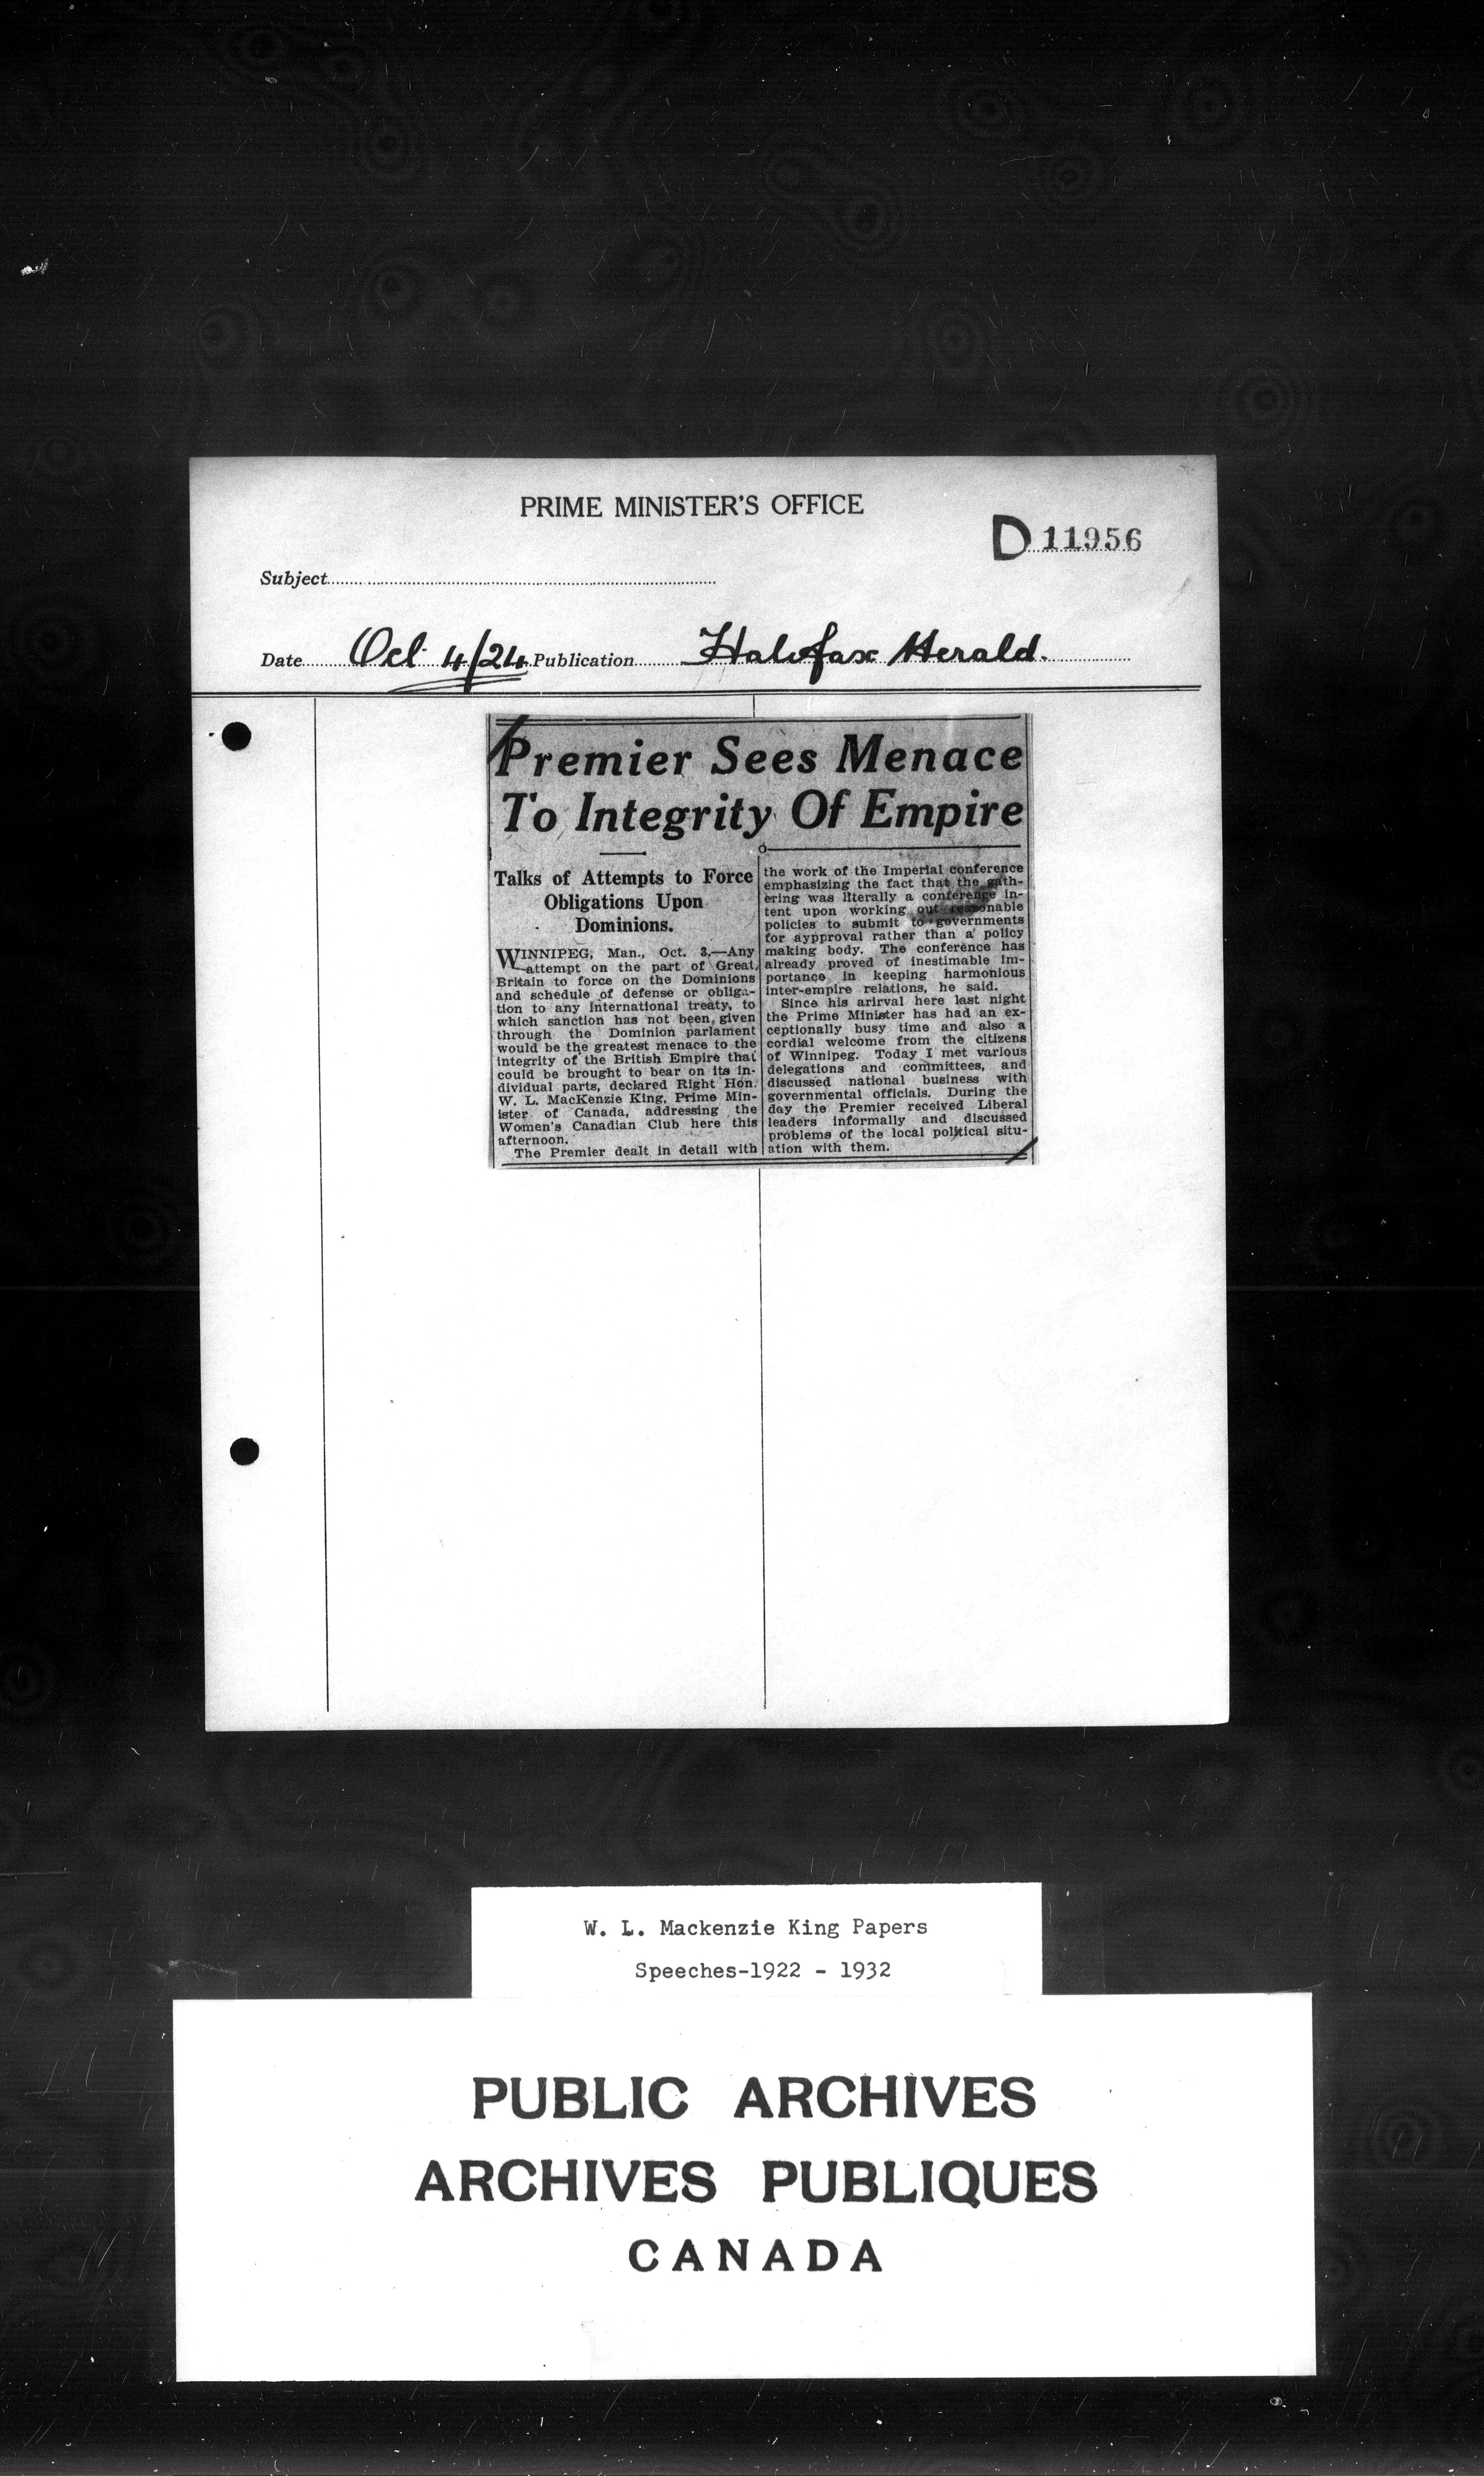 PRIME MINISTER'S OFFICE
D 11956
Subject
Date Oct 4/24 Publication Halifax Herald.
Premier Sees Menace
To Integrity Of Empire
Talks of Attempts to Force
Obligations Upon
Dominions.
WINNIPEG, Man., Oct. 3.—Any
attempt on the part of Great
Britain to force on the Dominions
and schedule of defense or obliga-
tion to any International treaty, to
which sanction has not been given
through the Dominion parliament
would be the greatest menace to the
integrity of the British Empire that
could be brought to bear on its in-
dividual parts, declared Right Hon.
W. L. MacKenzie King, Prime Min-
ister of Canada, addressing the
Women's Canadian Club here this
afternoon.
The Premier dealt in detail with
the work of the Imperial conference
emphasizing the fact that the gath-
ering was literally a conference in-
tent upon working out reasonable
policies to submit to governments
for aypproval rather than a policy
making body. The conference has
already proved of inestimable im-
portance in keeping harmonious
inter-empire relations, he said.
Since his arirval here last night
the Prime Minister has had an ex-
ceptionally busy time and also a
cordial welcome from the citizens
of Winnipeg. Today I met various
delegations and committees, and
discussed national business with
governmental officials. During the
day the Premier received Liberal
leaders informally and discussed
problems of the local political situ-
ation with them.
W. L. Mackenzie King Papers
Speeches-1922 - 1932
PUBLIC ARCHIVES
ARCHIVES PUBLIQUES
CANADA